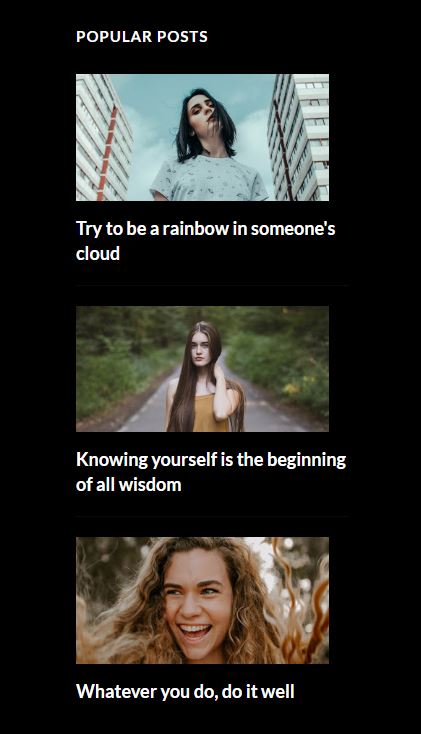 POPULAR POSTS
Try to be a rainbow in someone's
cloud
Knowing yourself is the beginning
of all wisdom
Whatever you do, do it well